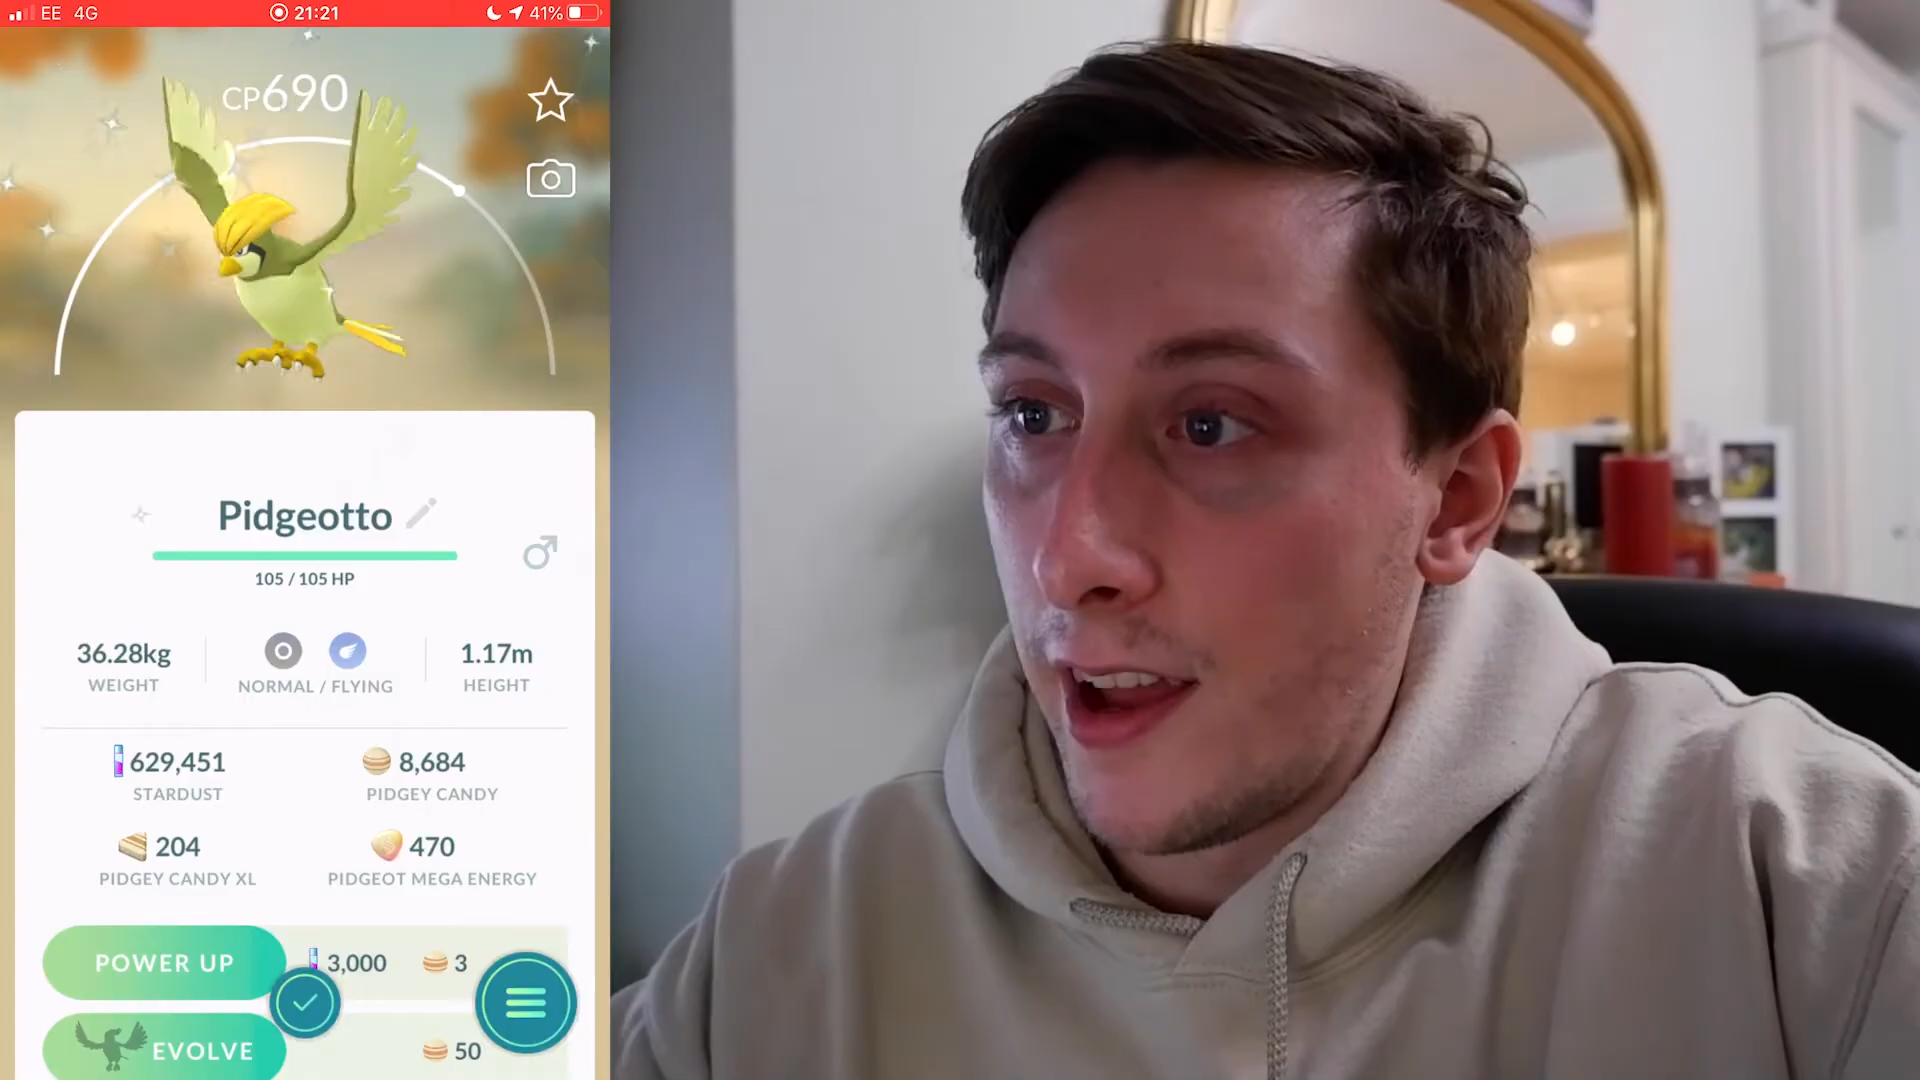 EE 4G 21:21 41%
CP690
Pidgeotto
105 / 105 HP
36.28kg 1.17m
WEIGHT NORMAL / FLYING HEIGHT
629,451 8,684
STARDUST PIDGEY CANDY
204 470
PIDGEY CANDY XL PIDGEOT MEGA ENERGY
POWER UP 3,000 3
EVOLVE 50